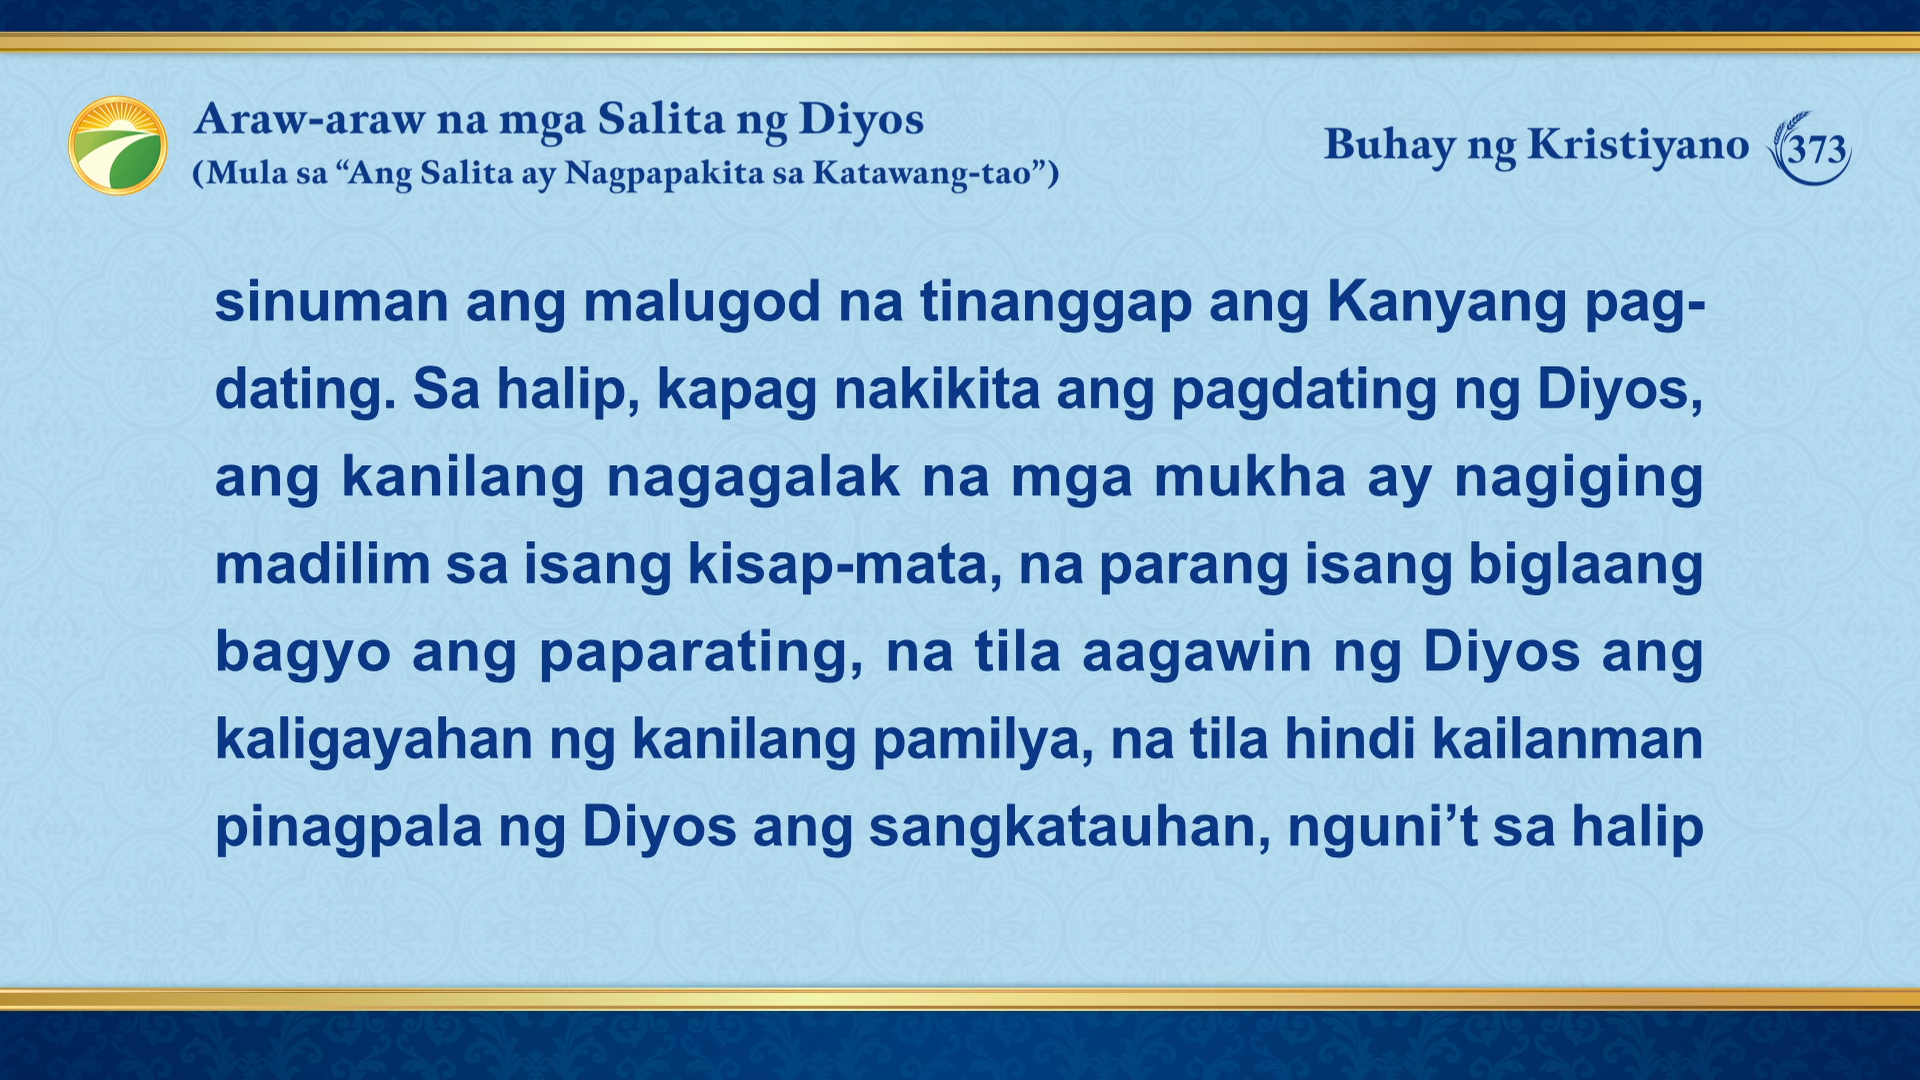 Araw-araw na mga Salita ng Diyos
(Mula sa “Ang Salita ay Nagpapakita sa Katawang-tao”)
Buhay ng Kristiyano 373
sinuman ang malugod na tinanggap ang Kanyang pag-
dating. Sa halip, kapag nakikita ang pagdating ng Diyos,
ang kanilang nagagalak na mga mukha ay nagiging
madilim sa isang kisap-mata, na parang isang biglaang
bagyo ang paparating, na tila aagawin ng Diyos ang
kaligayahan ng kanilang pamilya, na tila hindi kailanman
pinagpala ng Diyos ang sangkatauhan, nguni’t sa halip